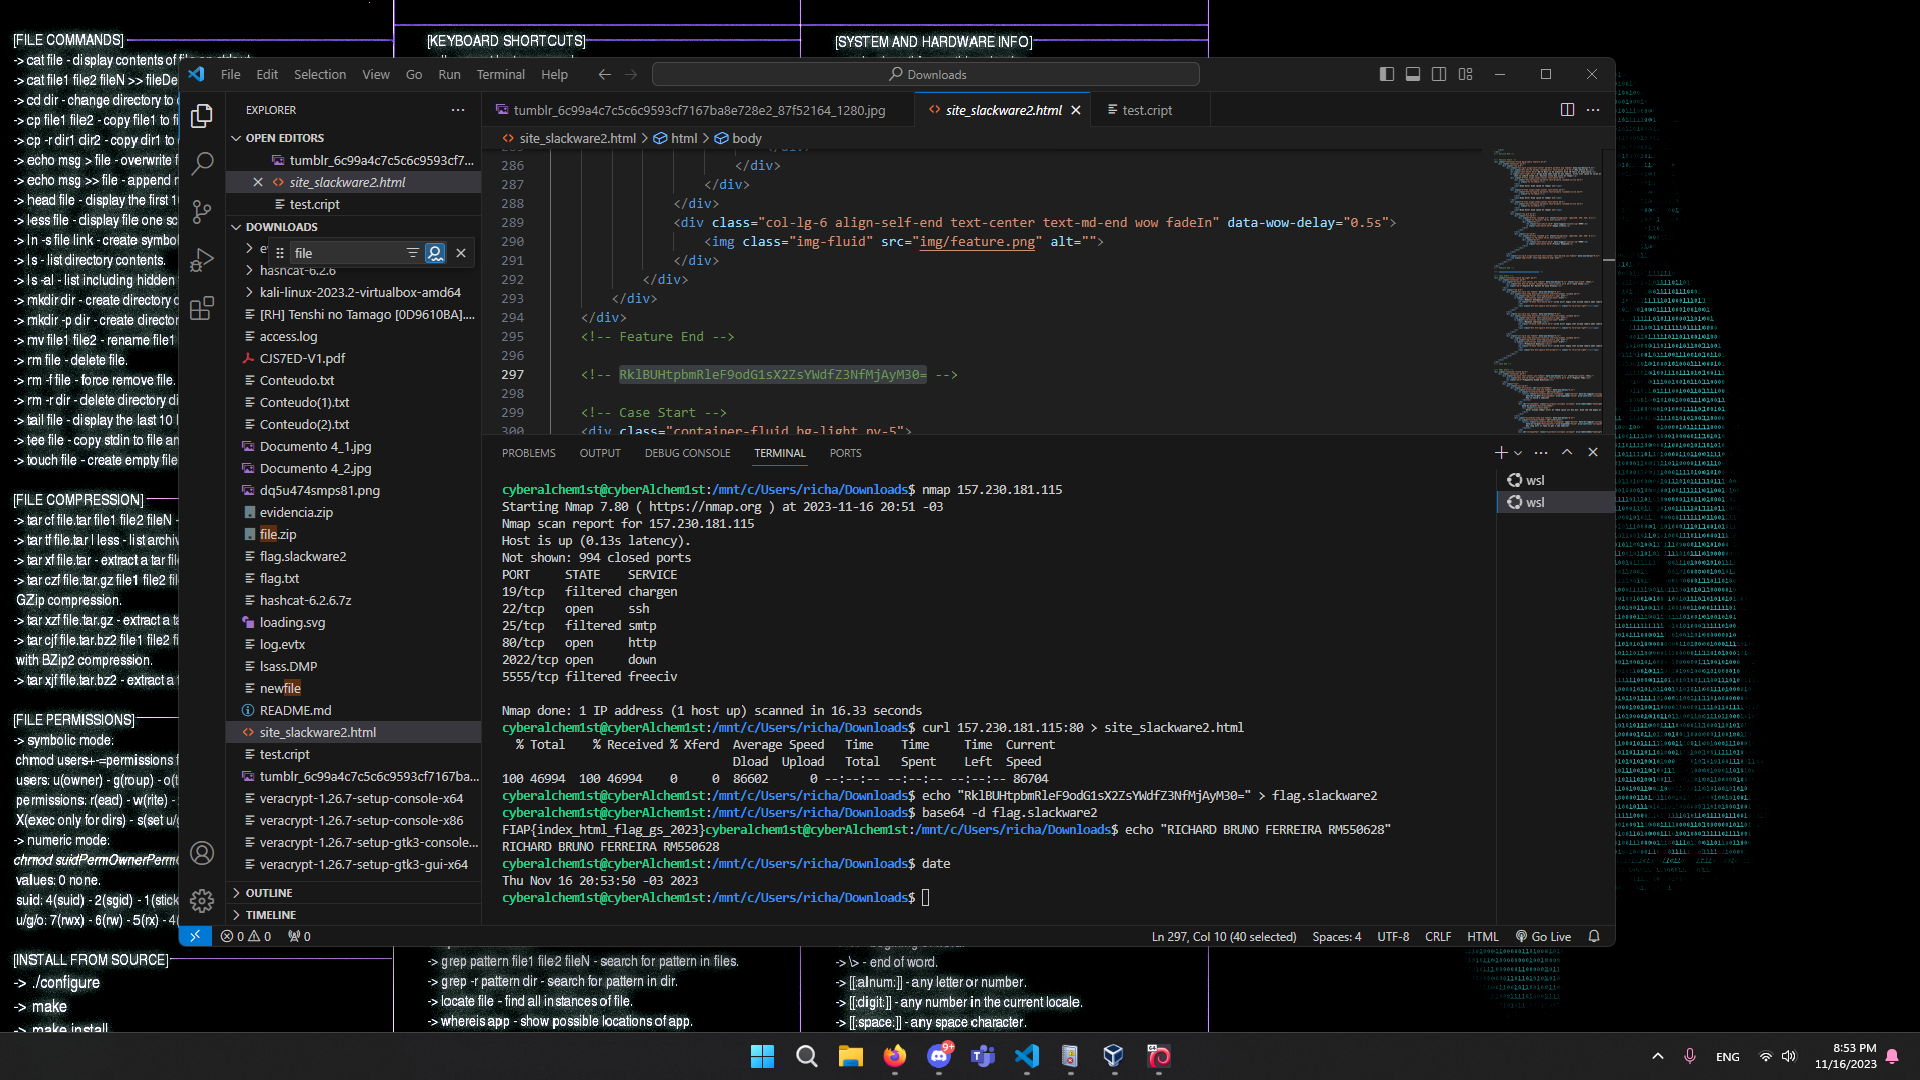 [FILE COMMANDS]
-> cat file - display contents of
-> cat file1 file2 fileN >> fileDe
-> cd dir - change directory to
-> cp file1 file2 - copy file1 to fi
-> cp -r dir1 dir2 - copy dir1 to
-> echo msg > file - overwrite f
-> echo msg >> file - append
-> head file - display the first 1
-> less file - display file one sc
-> ln -s file link - create symbo
-> ls - list directory contents.
-> ls -al - list including hidden
-> mkdir dir - create directory
-> mkdir -p dir - create director
-> mv file1 file2 - rename file1
-> rm file - delete file.
-> rm -f file - force remove file.
-> rm -r dir - delete directory di
-> tail file - display the last 10 l
-> tee file - copy stdin to file an
-> touch file - create empty file
[FILE COMPRESSION]
-> tar cf file.tar file1 file2 fileN -
-> tar tf file.tar | less - list archiv
-> tar xf file.tar - extract a tar file
-> tar czf file.tar.gz file1 file2 fil
GZip compression.
-> tar xzf file.tar.gz - extract a ta
-> tar cjf file.tar.bz2 file1 file2 fi
with BZip2 compression.
-> tar xjf file.tar.bz2 - extract a t
[FILE PERMISSIONS]
-> symbolic mode:
chmod users+-=permissions f
users: u(owner) - g(roup) - o(t
permissions: r(ead) - w(rite) -
X(exec only for dirs) - s(set u/g
-> numeric mode:
chmod suidPermOwnerPerm
values: 0 none.
suid: 4(suid) - 2(sgid) - 1(stick
u/g/o: 7(rwx) - 6(rw) - 5(rx) - 4(
[INSTALL FROM SOURCE]
-> ./configure
-> make
-> make install
[KEYBOARD SHORTCUTS]
[SYSTEM AND HARDWARE INFO]
File Edit Selection View Go Run Terminal Help
Downloads
EXPLORER
OPEN EDITORS
tumblr_6c99a4c7c5c6c9593cf7...
site_slackware2.html
test.cript
DOWNLOADS
file
hashcat-6.2.6
kali-linux-2023.2-virtualbox-amd64
[RH] Tenshi no Tamago [0D9610BA]....
access.log
CJS7ED-V1.pdf
Conteudo.txt
Conteudo(1).txt
Conteudo(2).txt
Documento 4_1.jpg
Documento 4_2.jpg
dq5u474smps81.png
evidencia.zip
file.zip
flag.slackware2
flag.txt
hashcat-6.2.6.7z
loading.svg
log.evtx
lsass.DMP
newfile
README.md
site_slackware2.html
test.cript
tumblr_6c99a4c7c5c6c9593cf7167ba...
veracrypt-1.26.7-setup-console-x64
veracrypt-1.26.7-setup-console-x86
veracrypt-1.26.7-setup-gtk3-console...
veracrypt-1.26.7-setup-gtk3-gui-x64
OUTLINE
TIMELINE
tumblr_6c99a4c7c5c6c9593cf7167ba8e728e2_87f52164_1280.jpg
site_slackware2.html
test.cript
site_slackware2.html > html > body
286 </div>
287 </div>
288 </div>
289 <div class="col-lg-6 align-self-end text-center text-md-end wow fadeIn" data-wow-delay="0.5s">
290 <img class="img-fluid" src="img/feature.png" alt="">
291 </div>
292 </div>
293 </div>
294 </div>
295 <!-- Feature End -->
296
297 <!-- RklBUHtpbmRleF9odG1sX2ZsYWdfZ3NfMjAyM30= -->
298
299 <!-- Case Start -->
300 <div class="container-fluid bg-light py-5">
PROBLEMS OUTPUT DEBUG CONSOLE TERMINAL PORTS
wsl
wsl
cyberalchem1st@cyberAlchem1st:/mnt/c/Users/richa/Downloads$ nmap 157.230.181.115
Starting Nmap 7.80 ( https://nmap.org ) at 2023-11-16 20:51 -03
Nmap scan report for 157.230.181.115
Host is up (0.13s latency).
Not shown: 994 closed ports
PORT STATE SERVICE
19/tcp filtered chargen
22/tcp open ssh
25/tcp filtered smtp
80/tcp open http
2022/tcp open down
5555/tcp filtered freeciv
Nmap done: 1 IP address (1 host up) scanned in 16.33 seconds
cyberalchem1st@cyberAlchem1st:/mnt/c/Users/richa/Downloads$ curl 157.230.181.115:80 > site_slackware2.html
% Total % Received % Xferd Average Speed Time Time Time Current
Dload Upload Total Spent Left Speed
100 46994 100 46994 0 0 86602 0 --:--:-- --:--:-- --:--:-- 86704
cyberalchem1st@cyberAlchem1st:/mnt/c/Users/richa/Downloads$ echo "RklBUHtpbmRleF9odG1sX2ZsYWdfZ3NfMjAyM30=" > flag.slackware2
cyberalchem1st@cyberAlchem1st:/mnt/c/Users/richa/Downloads$ base64 -d flag.slackware2
FIAP{index_html_flag_gs_2023}cyberalchem1st@cyberAlchem1st:/mnt/c/Users/richa/Downloads$ echo "RICHARD BRUNO FERREIRA RM550628"
RICHARD BRUNO FERREIRA RM550628
cyberalchem1st@cyberAlchem1st:/mnt/c/Users/richa/Downloads$ date
Thu Nov 16 20:53:50 -03 2023
cyberalchem1st@cyberAlchem1st:/mnt/c/Users/richa/Downloads$
0 0 0
Ln 297, Col 10 (40 selected) Spaces: 4 UTF-8 CRLF HTML Go Live
-> grep pattern file1 file2 fileN - search for pattern in files.
-> grep -r pattern dir - search for pattern in dir.
-> locate file - find all instances of file.
-> whereis app - show possible locations of app.
-> \> - end of word.
-> [[:alnum:]] - any letter or number.
-> [[:digit:]] - any number in the current locale.
-> [[:space:]] - any space character.
9+
64
ENG
8:53 PM
11/16/2023